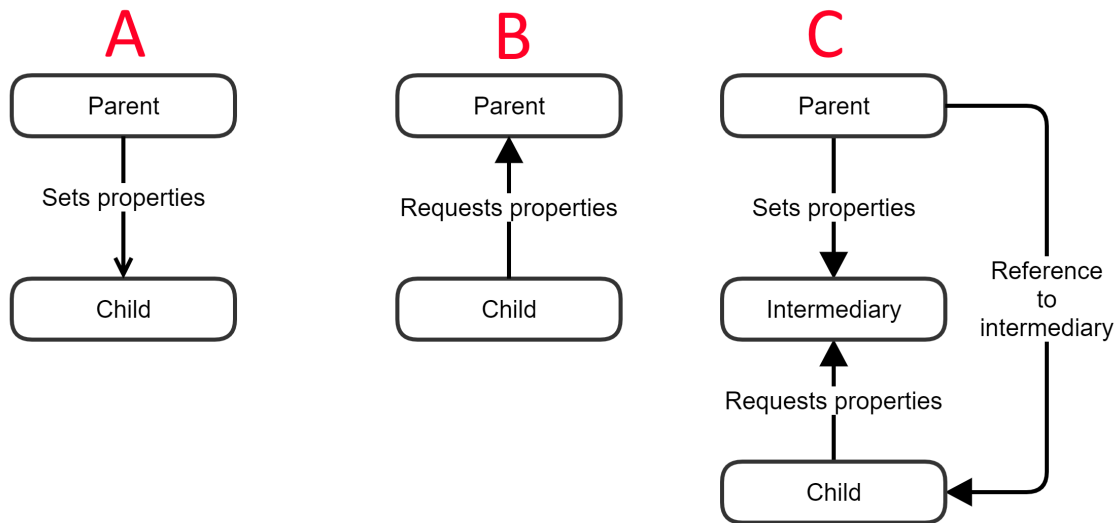 A
Parent
Sets properties
Child
B
Parent
Requests properties
Child
C
Parent
Sets properties
Intermediary
Requests properties
Child
Reference
to
intermediary